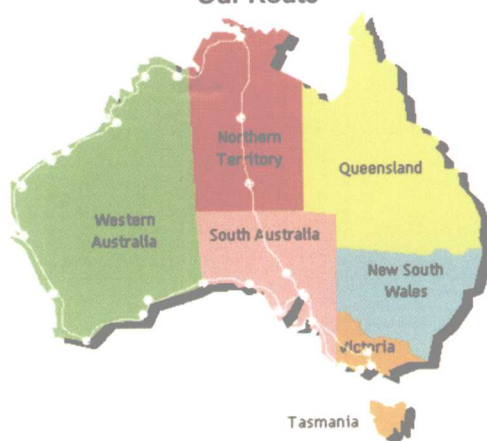 Our Route
Northern
Territory
Queensland
Western
Australia
South Australia
New South
Wales
Victoria
Tasmania